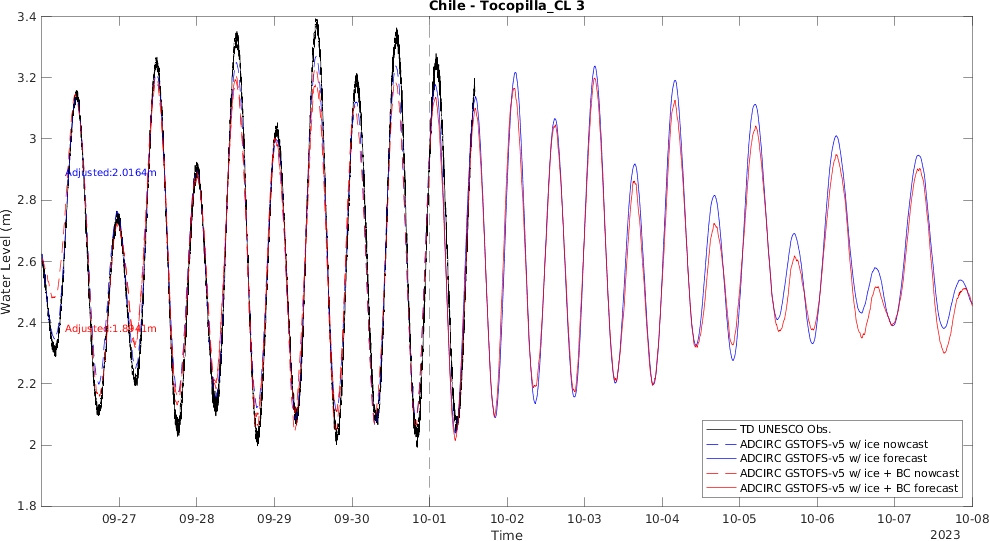 Chile - Tocopilla_CL 3
Water Level (m)
3.4
3.2
3
2.8
2.6
2.4
2.2
2
1.8
Adjusted:2.0164m
Adjusted:1.8941m
TD UNESCO Obs.
ADCIRC GSTOFS-v5 w/ ice nowcast
ADCIRC GSTOFS-v5 w/ ice forecast
ADCIRC GSTOFS-v5 w/ ice + BC nowcast
ADCIRC GSTOFS-v5 w/ ice + BC forecast
09-27 09-28 09-29 09-30 10-01 10-02 10-03 10-04 10-05 10-06 10-07 10-08
Time
2023